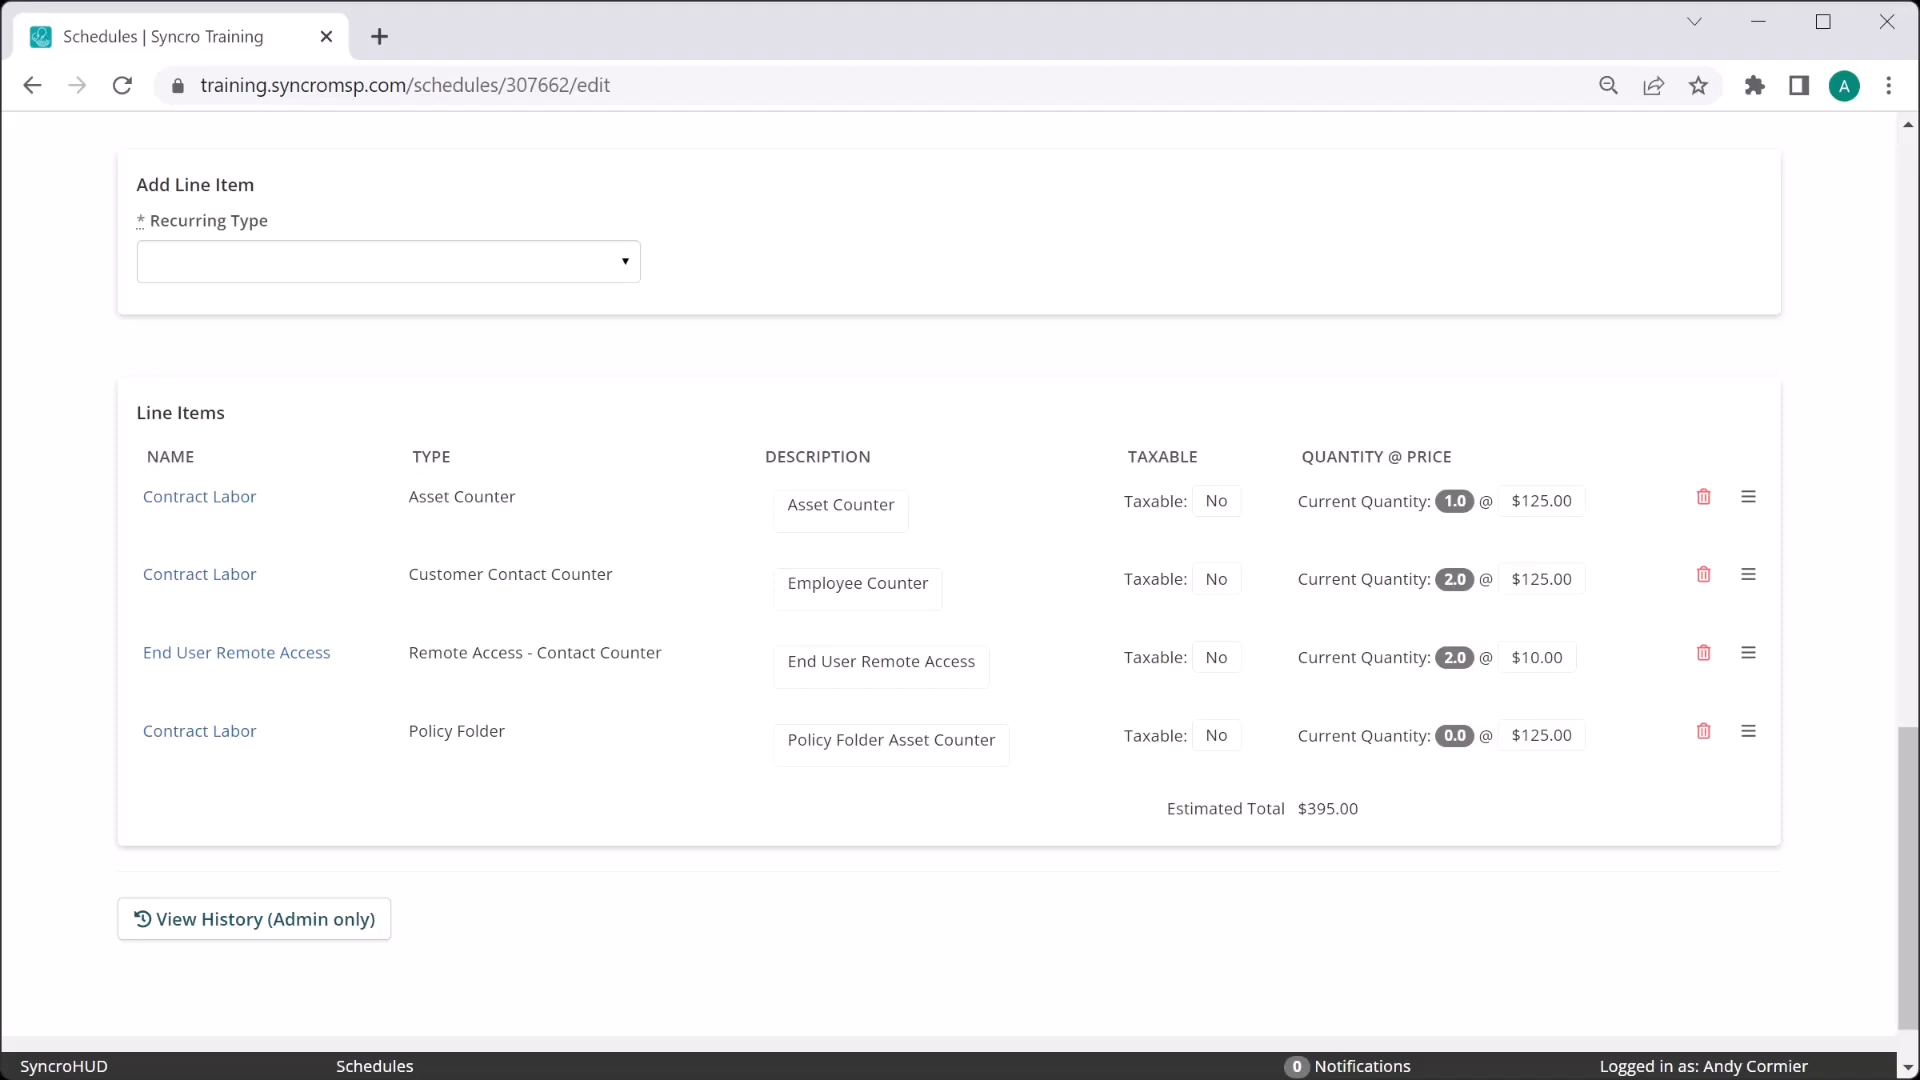 Schedules | Syncro Training
training.syncromsp.com/schedules/307662/edit
A
Add Line Item
* Recurring Type
Line Items
NAME TYPE DESCRIPTION TAXABLE QUANTITY @ PRICE
Contract Labor Asset Counter Asset Counter Taxable: No Current Quantity: 1.0 @ $125.00
Contract Labor Customer Contact Counter Employee Counter Taxable: No Current Quantity: 2.0 @ $125.00
End User Remote Access Remote Access - Contact Counter End User Remote Access Taxable: No Current Quantity: 2.0 @ $10.00
Contract Labor Policy Folder Policy Folder Asset Counter Taxable: No Current Quantity: 0.0 @ $125.00
Estimated Total $395.00
View History (Admin only)
SyncroHUD Schedules 0 Notifications Logged in as: Andy Cormier